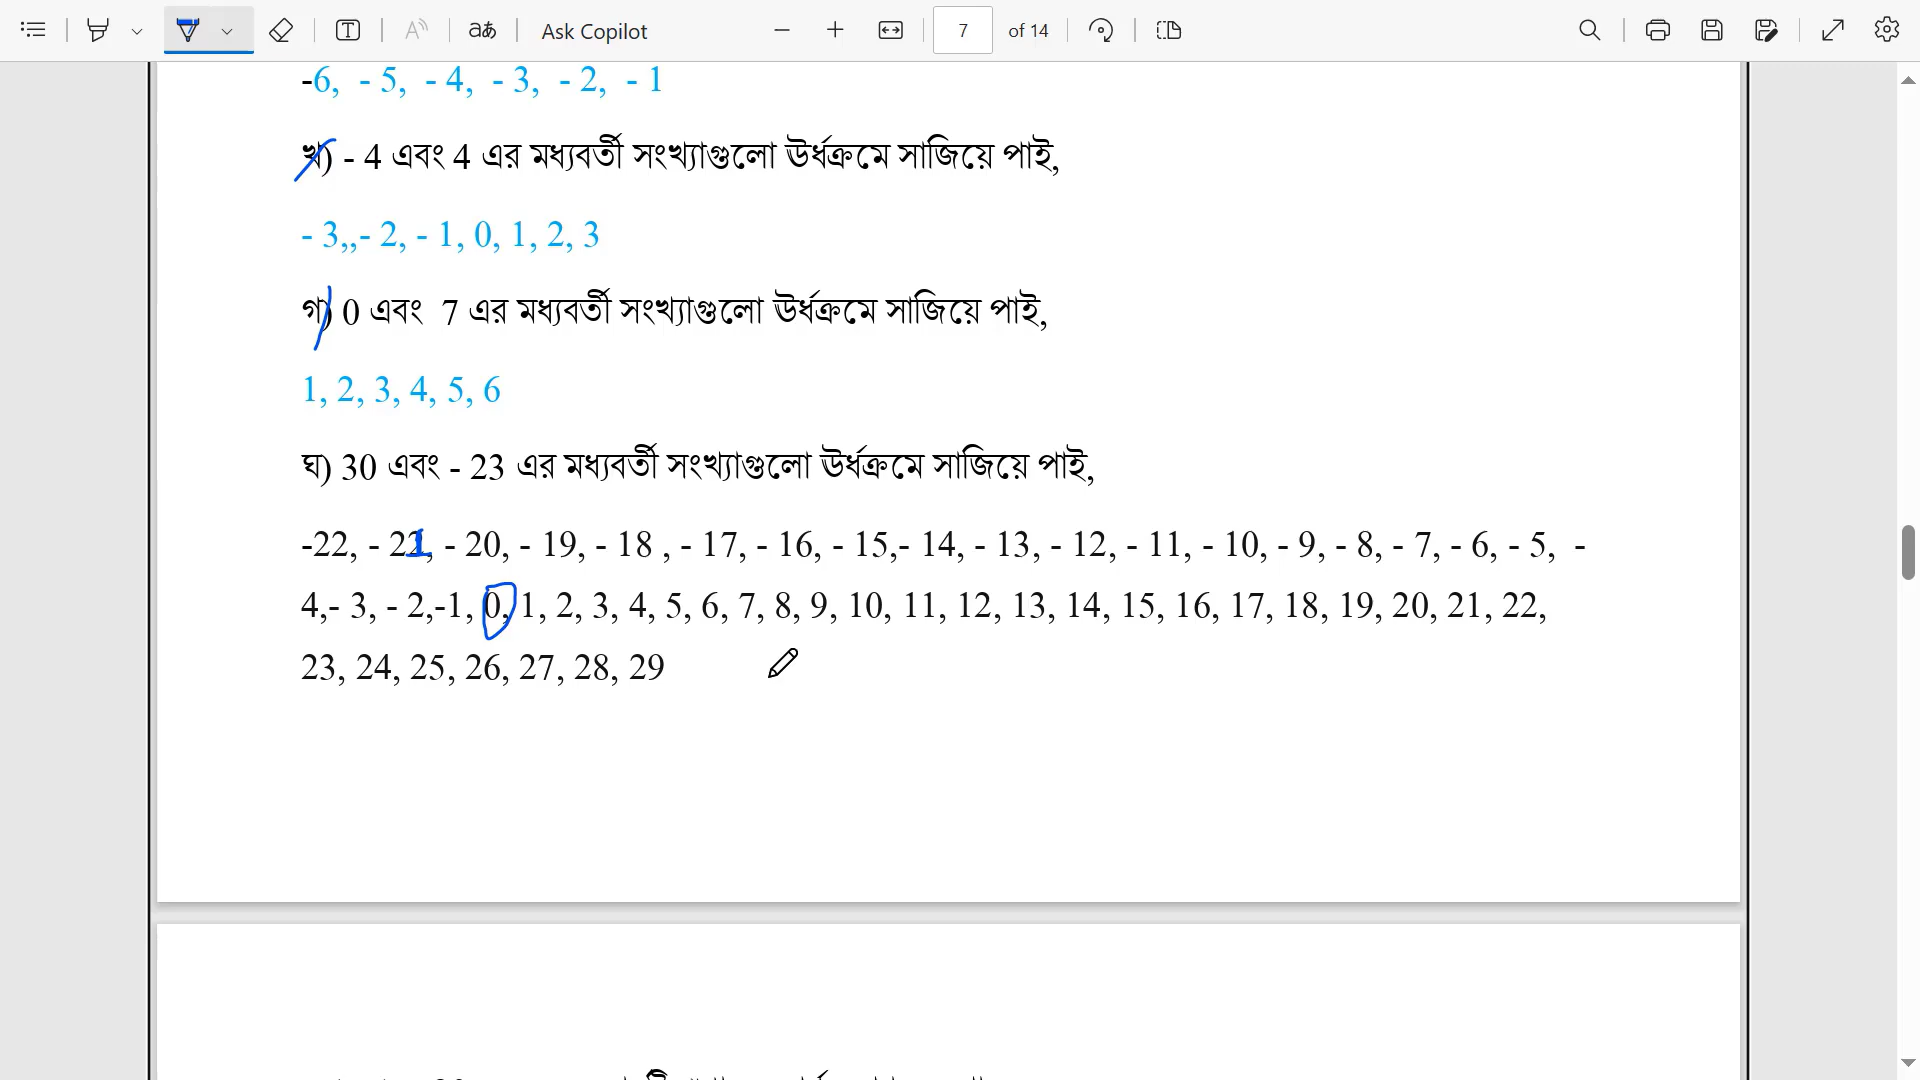 Ask Copilot 7 of 14
-6, - 5, - 4, - 3, - 2, - 1
খ) - 4 এবং 4 এর মধ্যবর্তী সংখ্যাগুলো ঊর্ধক্রমে সাজিয়ে পাই,
- 3,,- 2, - 1, 0, 1, 2, 3
গ) 0 এবং 7 এর মধ্যবর্তী সংখ্যাগুলো ঊর্ধক্রমে সাজিয়ে পাই,
1, 2, 3, 4, 5, 6
ঘ) 30 এবং - 23 এর মধ্যবর্তী সংখ্যাগুলো ঊর্ধক্রমে সাজিয়ে পাই,
-22, - 21, - 20, - 19, - 18 , - 17, - 16, - 15,- 14, - 13, - 12, - 11, - 10, - 9, - 8, - 7, - 6, - 5, -
4,- 3, - 2,-1, 0, 1, 2, 3, 4, 5, 6, 7, 8, 9, 10, 11, 12, 13, 14, 15, 16, 17, 18, 19, 20, 21, 22,
23, 24, 25, 26, 27, 28, 29